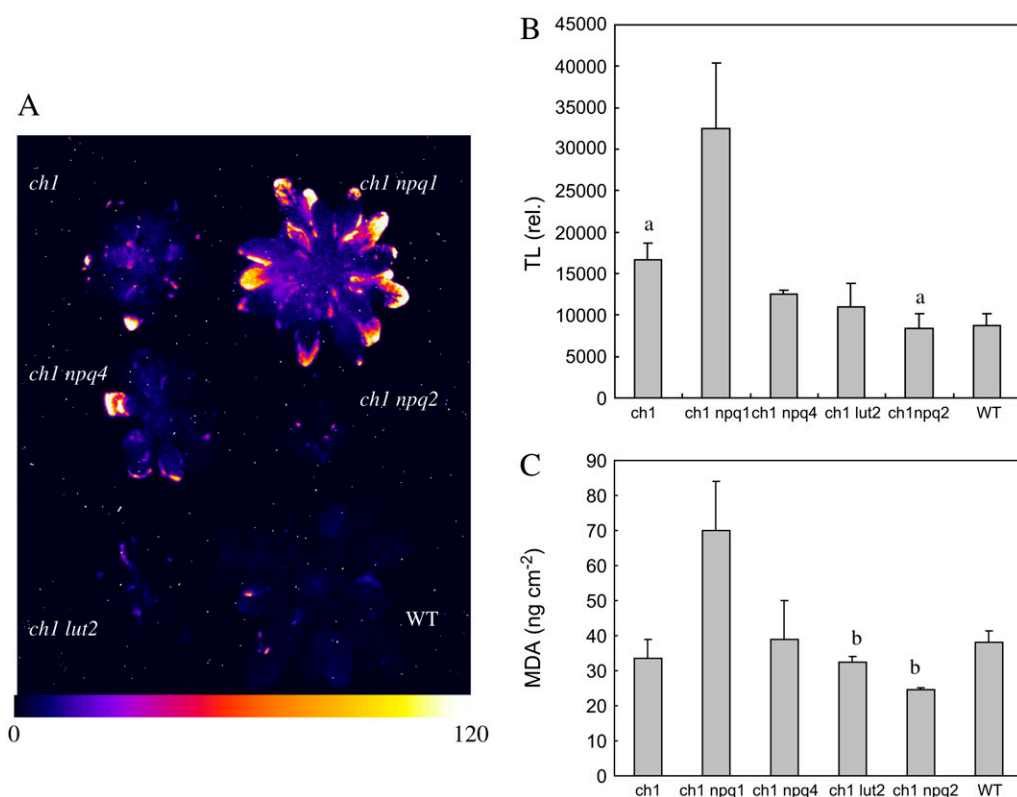 A
ch1
ch1 npq1
ch1 npq4
ch1 npq2
ch1 lut2
WT
0
120
B
TL (rel.)
45000
40000
35000
30000
25000
20000
15000
10000
5000
0
a
a
ch1
ch1 npq1
ch1 npq4
ch1 lut2
ch1npq2
WT
C
MDA (ng cm⁻²)
90
80
70
60
50
40
30
20
10
0
b
b
ch1
ch1 npq1
ch1 npq4
ch1 lut2
ch1 npq2
WT